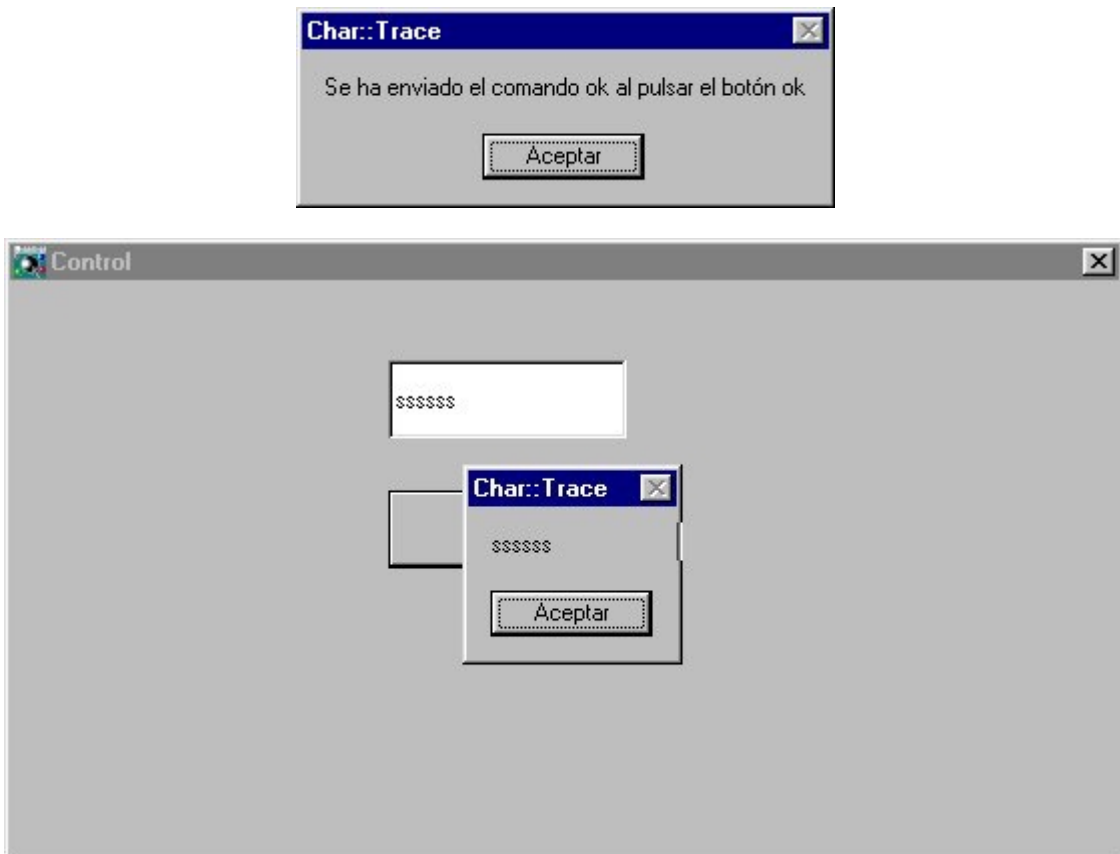 Char::Trace
Se ha enviado el comando ok al pulsar el botón ok
Aceptar
Control
ssssss
Char::Trace
ssssss
Aceptar